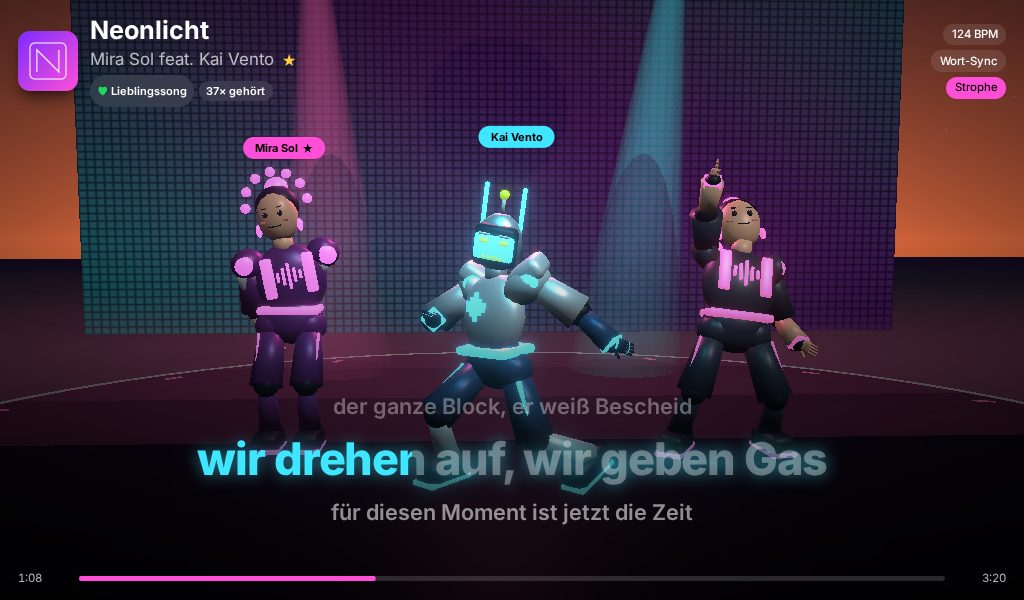 Neonlicht
Mira Sol feat. Kai Vento ★
Lieblingssong
37× gehört
124 BPM
Wort-Sync
Strophe
N
Mira Sol ★
Kai Vento
der ganze Block, er weiß Bescheid
wir drehen auf, wir geben Gas
für diesen Moment ist jetzt die Zeit
1:08
3:20